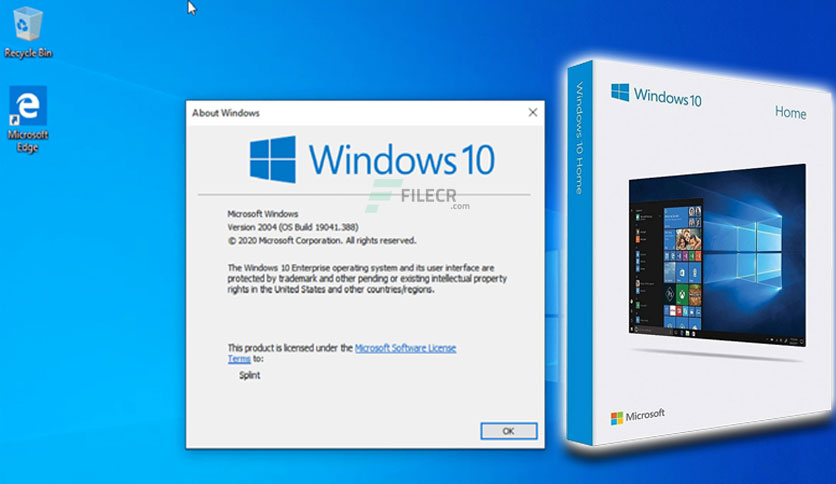 Recycle Bin
Microsoft
Edge
About Windows
Windows 10
FILECR
.com
Microsoft Windows
Version 2004 (OS Build 19041.388)
© 2020 Microsoft Corporation. All rights reserved.
The Windows 10 Enterprise operating system and its user interface are
protected by trademark and other pending or existing intellectual property
rights in the United States and other countries/regions.
This product is licensed under the Microsoft Software License
Terms to:
Splint
OK
Windows 10 Home
Windows 10
Home
Microsoft